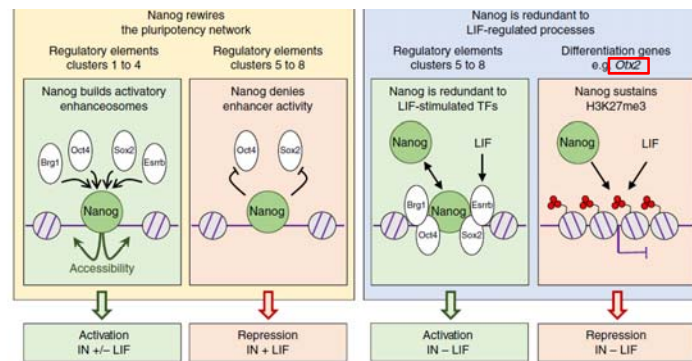 Nanog rewires
the pluripotency network
Regulatory elements
clusters 1 to 4
Nanog builds activatory
enhanceosomes
Brg1
Oct4
Sox2
Esrrb
Nanog
Accessibility
Activation
IN +/– LIF
Regulatory elements
clusters 5 to 8
Nanog denies
enhancer activity
Oct4
Sox2
Nanog
Repression
IN + LIF
Nanog is redundant to
LIF-regulated processes
Regulatory elements
clusters 5 to 8
Nanog is redundant to
LIF-stimulated TFs
Nanog
LIF
Brg1
Esrrb
Nanog
Oct4
Sox2
Activation
IN – LIF
Differentiation genes
e.g. Otx2
Nanog sustains
H3K27me3
Nanog
LIF
Repression
IN – LIF